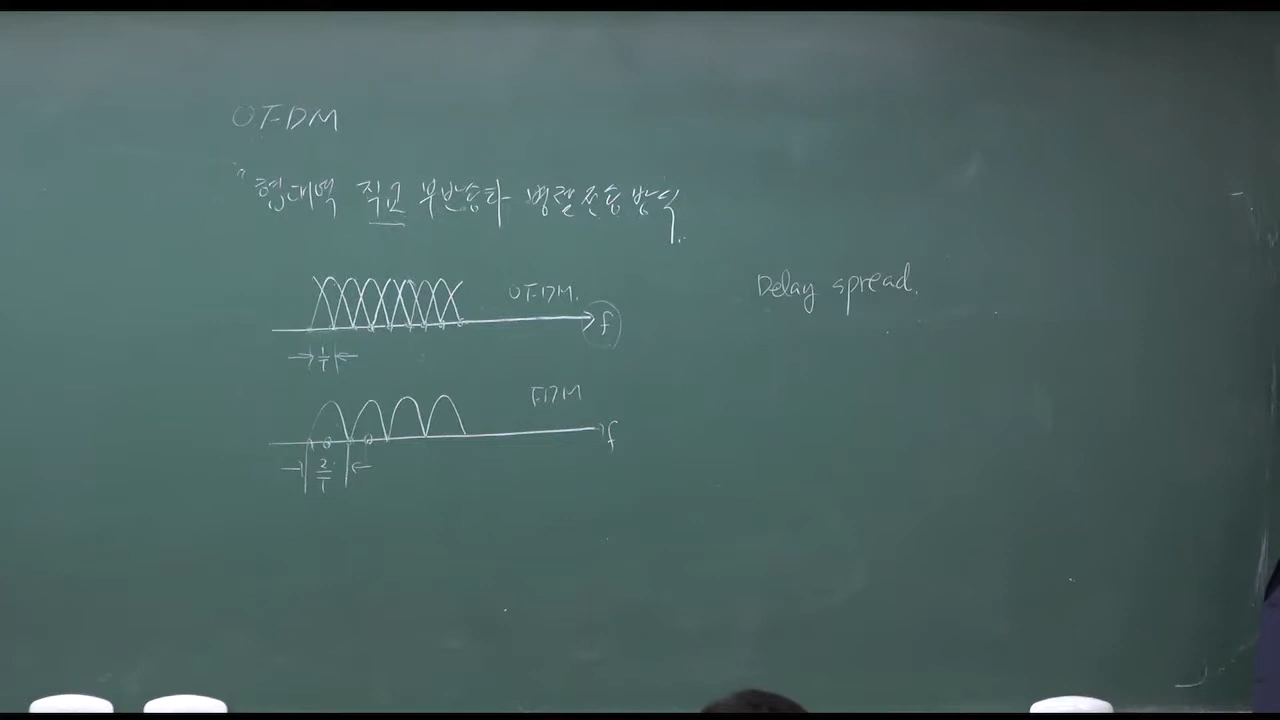 OFDM
"협대역 직교 부반송파 병렬전송방식
OFDM.
f
1/T
FDM
f
2/T
Delay spread.